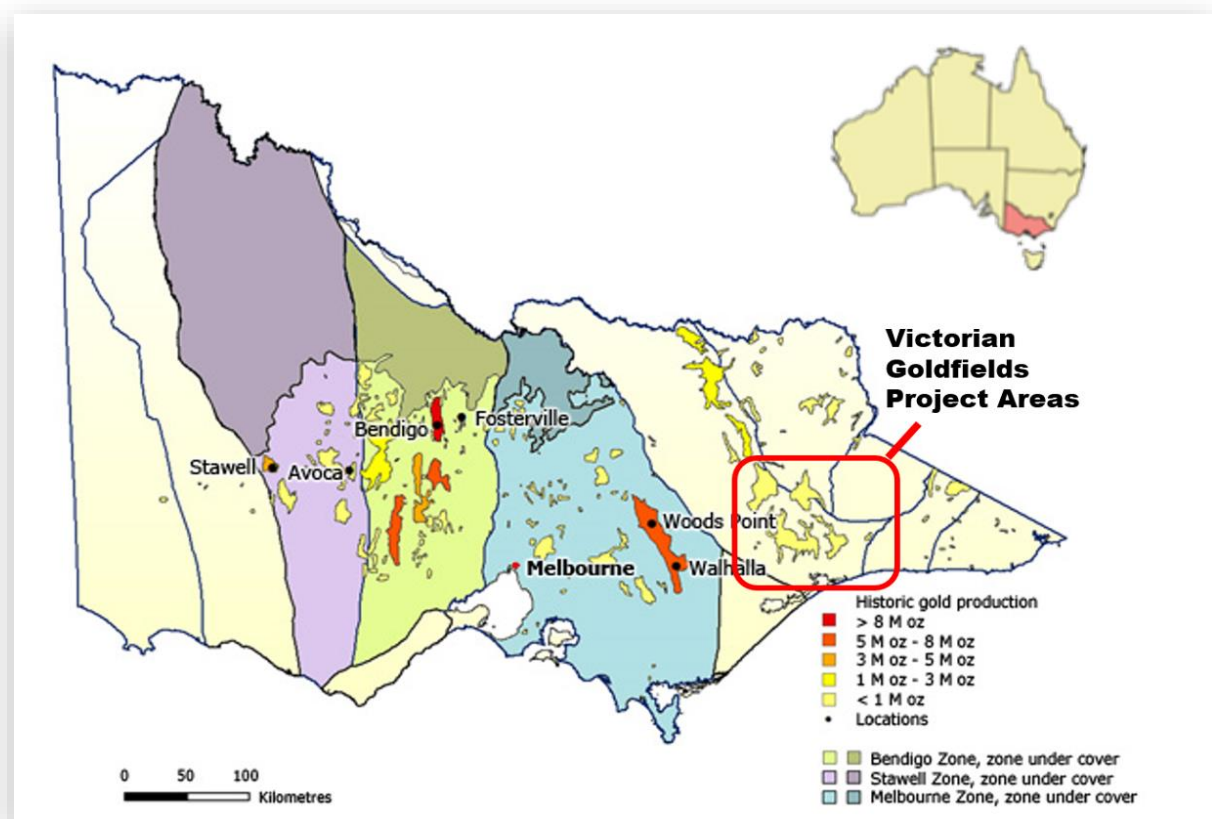 Victorian
Goldfields
Project Areas
Fosterville
Bendigo
Stawell
Avoca
Woods Point
Melbourne
Walhalla
Historic gold production
> 8 M oz
5 M oz - 8 M oz
3 M oz - 5 M oz
1 M oz - 3 M oz
< 1 M oz
Locations
Bendigo Zone, zone under cover
Stawell Zone, zone under cover
Melbourne Zone, zone under cover
0 50 100
Kilometres